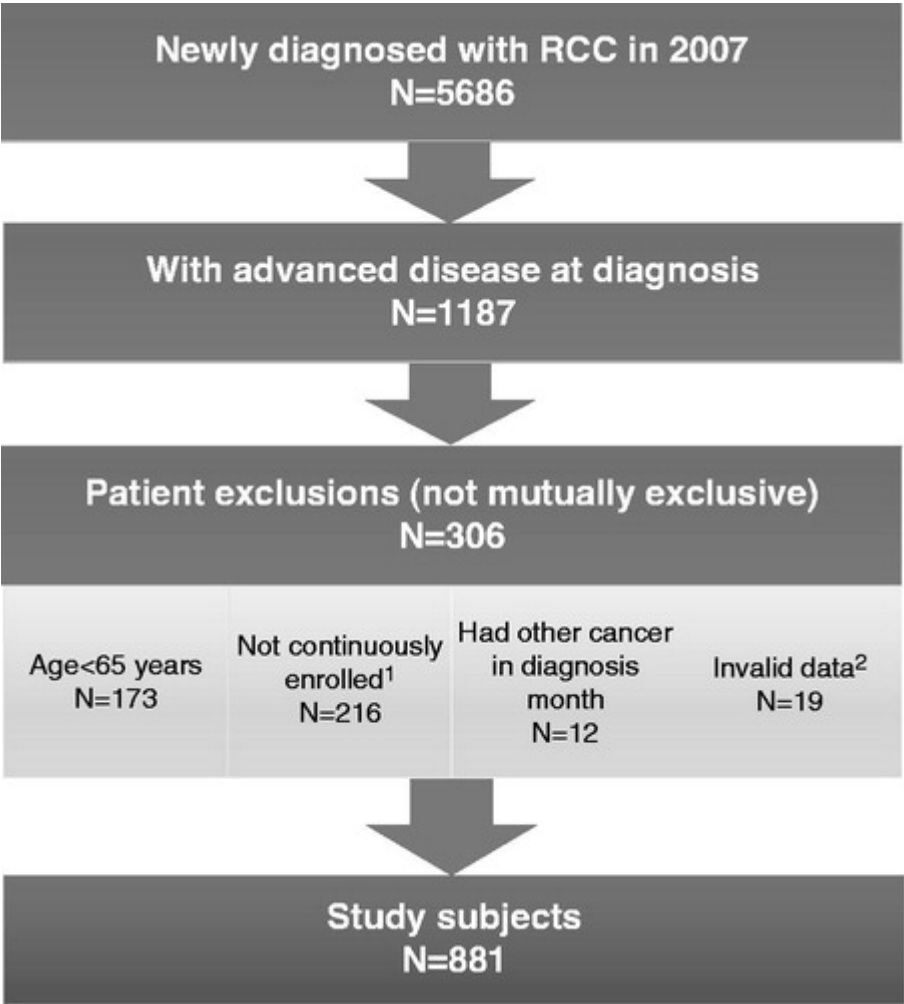 Newly diagnosed with RCC in 2007
N=5686
With advanced disease at diagnosis
N=1187
Patient exclusions (not mutually exclusive)
N=306
Age<65 years
N=173
Not continuously
enrolled1
N=216
Had other cancer
in diagnosis
month
N=12
Invalid data2
N=19
Study subjects
N=881